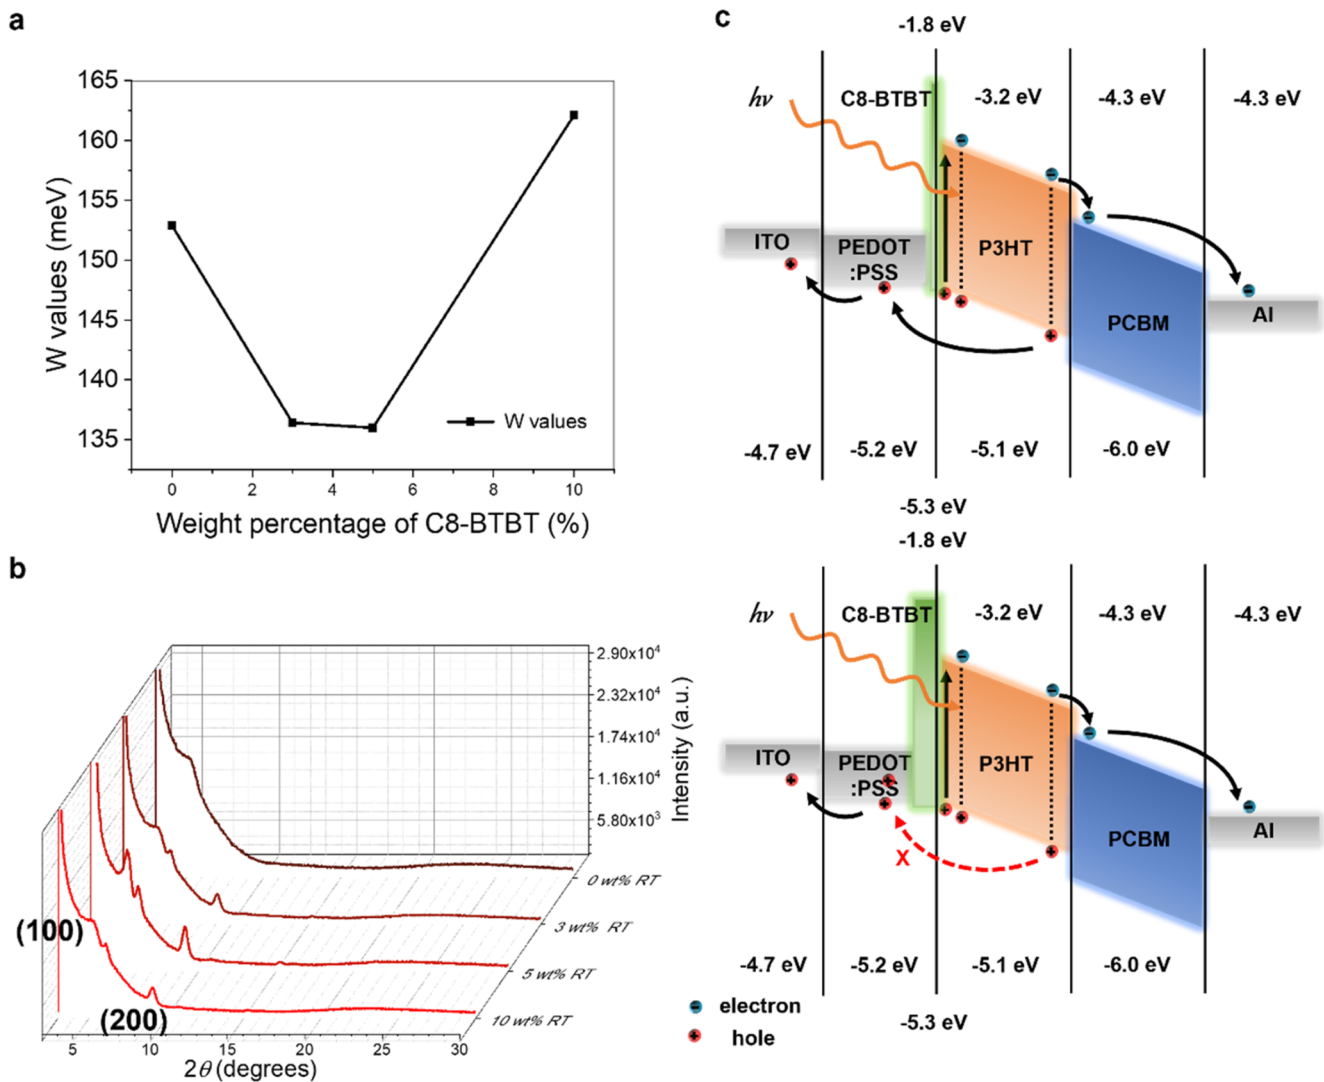 a
165
160
155
150
145
140
135
W values (meV)
W values
0
2
4
6
8
10
Weight percentage of C8-BTBT (%)
b
2.90x10⁴
2.32x10⁴
1.74x10⁴
1.16x10⁴
5.80x10³
Intensity (a.u.)
0 wt% RT
3 wt% RT
5 wt% RT
10 wt% RT
(100)
(200)
5
10
15
20
25
30
2θ (degrees)
c
-1.8 eV
hν
C8-BTBT
-3.2 eV
-4.3 eV
-4.3 eV
ITO
PEDOT
:PSS
P3HT
PCBM
Al
-4.7 eV
-5.2 eV
-5.1 eV
-6.0 eV
-5.3 eV
-1.8 eV
hν
C8-BTBT
-3.2 eV
-4.3 eV
-4.3 eV
ITO
PEDOT
:PSS
P3HT
PCBM
Al
X
-4.7 eV
-5.2 eV
-5.1 eV
-6.0 eV
-5.3 eV
electron
hole